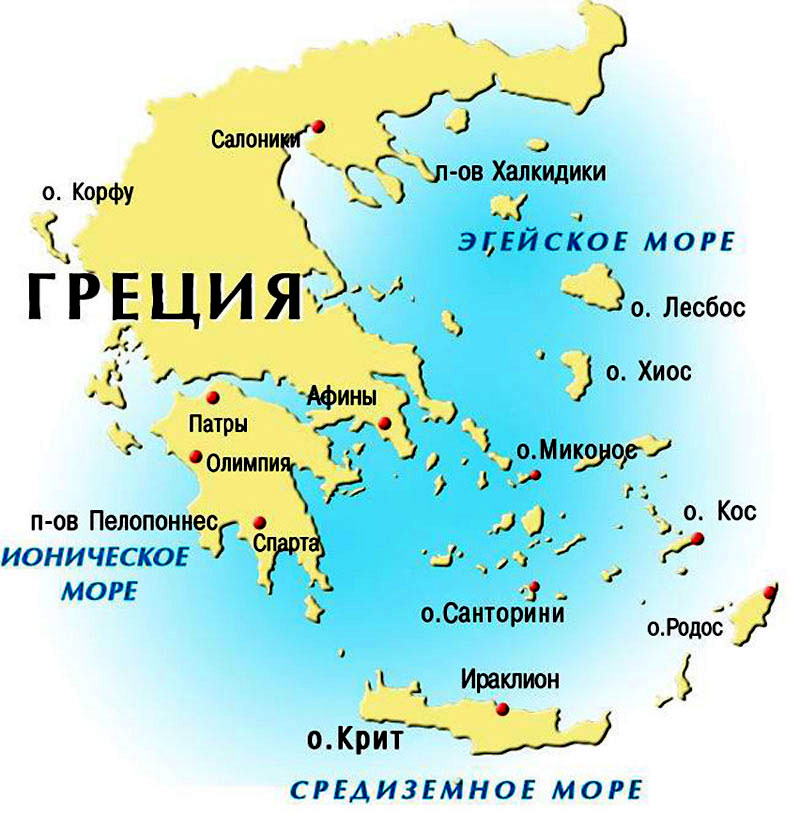 Салоники
п-ов Халкидики
о. Корфу
ЭГЕЙСКОЕ МОРЕ
ГРЕЦИЯ
о. Лесбос
о. Хиос
Афины
Патры
о.Миконос
Олимпия
о. Кос
п-ов Пелопоннес
Спарта
ИОНИЧЕСКОЕ
МОРЕ
о.Санторини
о.Родос
Ираклион
о.Крит
СРЕДИЗЕМНОЕ МОРЕ